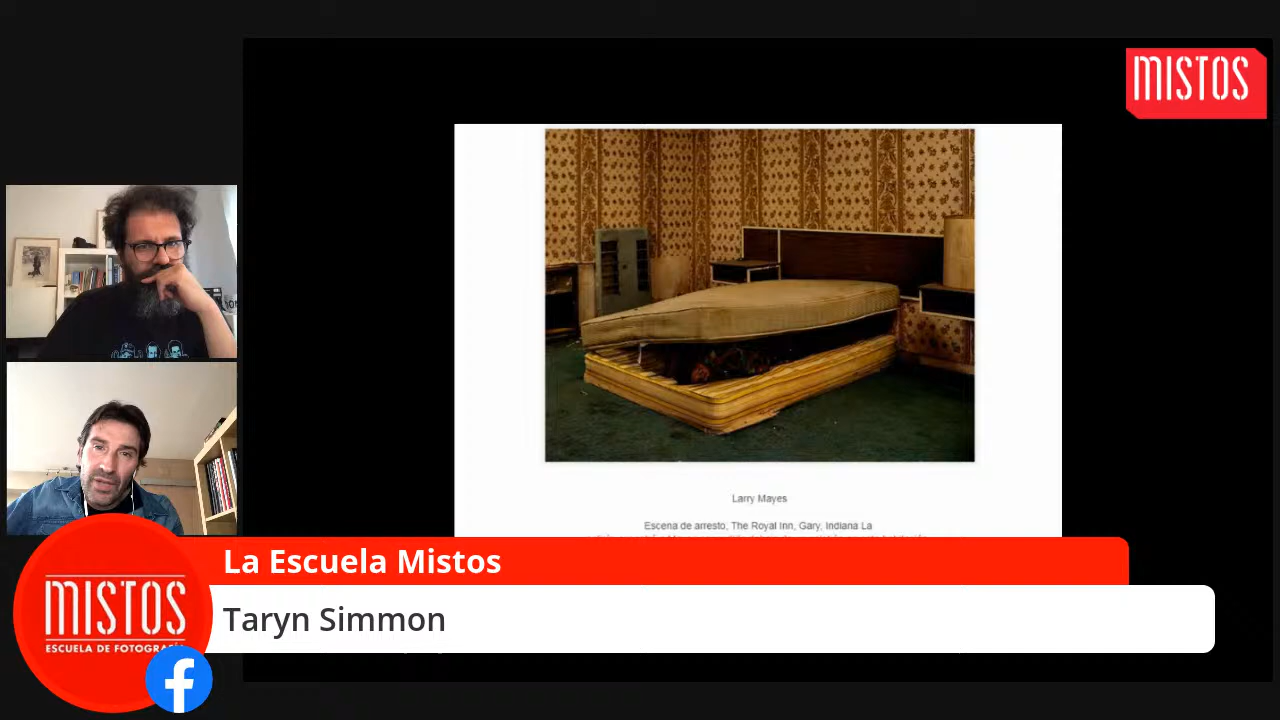 MISTOS
Larry Mayes
Escena de arresto, The Royal Inn, Gary, Indiana La
La Escuela Mistos
Taryn Simmon
MISTOS
ESCUELA DE FOTOGRAFÍA